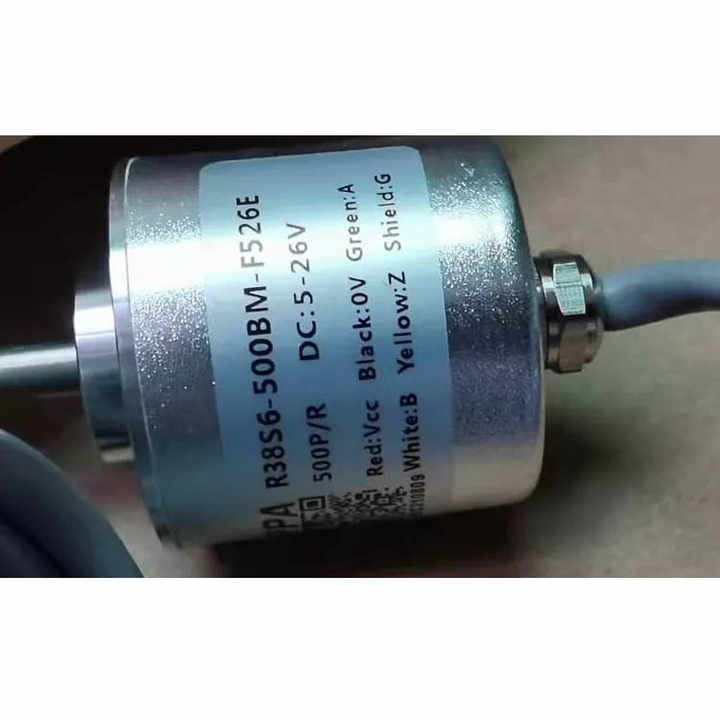 R38S6-500BM-F526E
500P/R DC:5-26V
Red:Vcc Black:0V Green:A
White:B Yellow:Z Shield:G